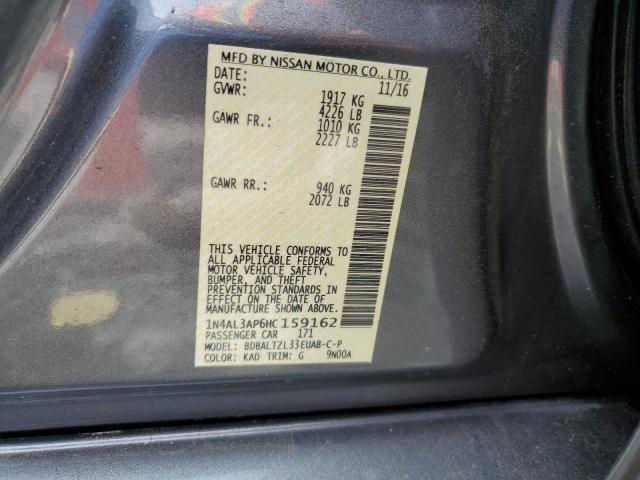 MFD BY NISSAN MOTOR CO., LTD.
DATE: 11/16
GVWR: 1917 KG
4226 LB
GAWR FR.: 1010 KG
2227 LB
GAWR RR.: 940 KG
2072 LB
THIS VEHICLE CONFORMS TO
ALL APPLICABLE FEDERAL
MOTOR VEHICLE SAFETY,
BUMPER, AND THEFT
PREVENTION STANDARDS IN
EFFECT ON THE DATE OF
MANUFACTURE SHOWN ABOVE.
1N4AL3AP6HC159162
PASSENGER CAR 171
MODEL: BDBALTZL33EUAB-C-P
COLOR: KAD TRIM: G 9N00A